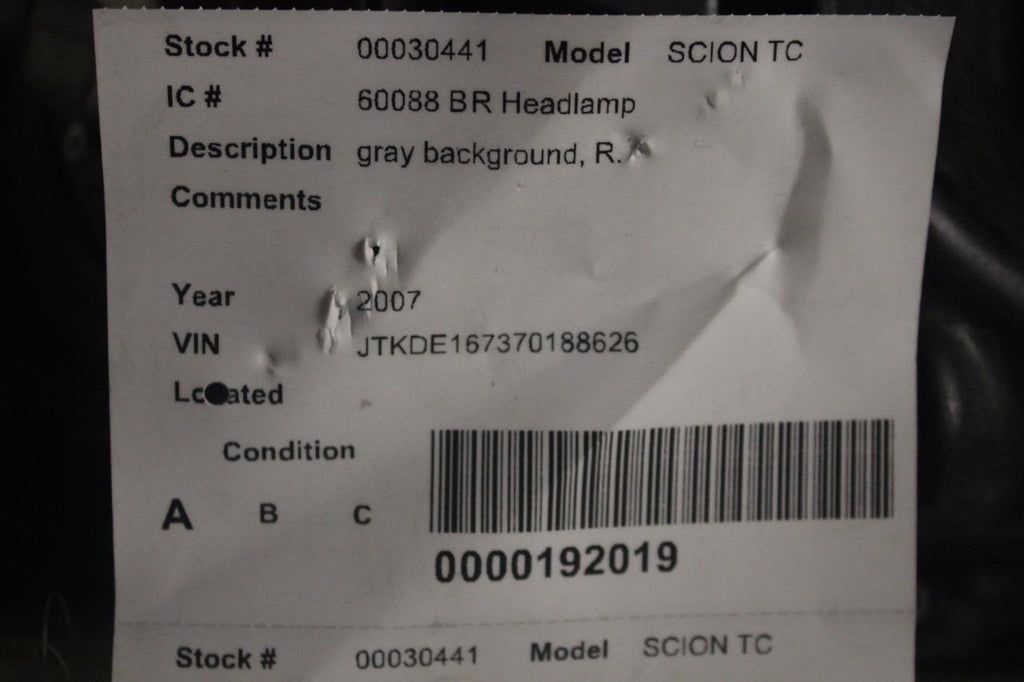 Stock # 00030441 Model SCION TC
IC # 60088 BR Headlamp
Description gray background, R.
Comments
Year 2007
VIN JTKDE167370188626
Located
Condition
A B C
0000192019
Stock # 00030441 Model SCION TC